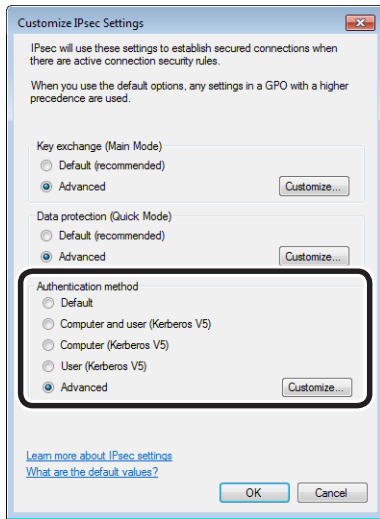 Customize IPsec Settings
IPsec will use these settings to establish secured connections when
there are active connection security rules.
When you use the default options, any settings in a GPO with a higher
precedence are used.
Key exchange (Main Mode)
Default (recommended)
Advanced
Customize...
Data protection (Quick Mode)
Default (recommended)
Advanced
Customize...
Authentication method
Default
Computer and user (Kerberos V5)
Computer (Kerberos V5)
User (Kerberos V5)
Advanced
Customize...
Learn more about IPsec settings
What are the default values?
OK
Cancel